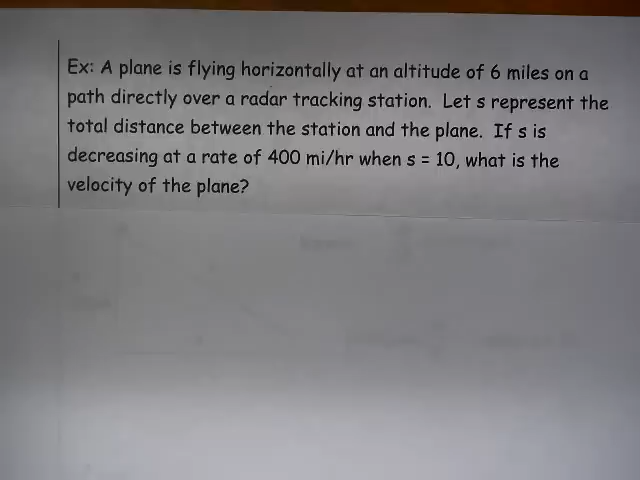 Ex: A plane is flying horizontally at an altitude of 6 miles on a
path directly over a radar tracking station. Let s represent the
total distance between the station and the plane. If s is
decreasing at a rate of 400 mi/hr when s = 10, what is the
velocity of the plane?